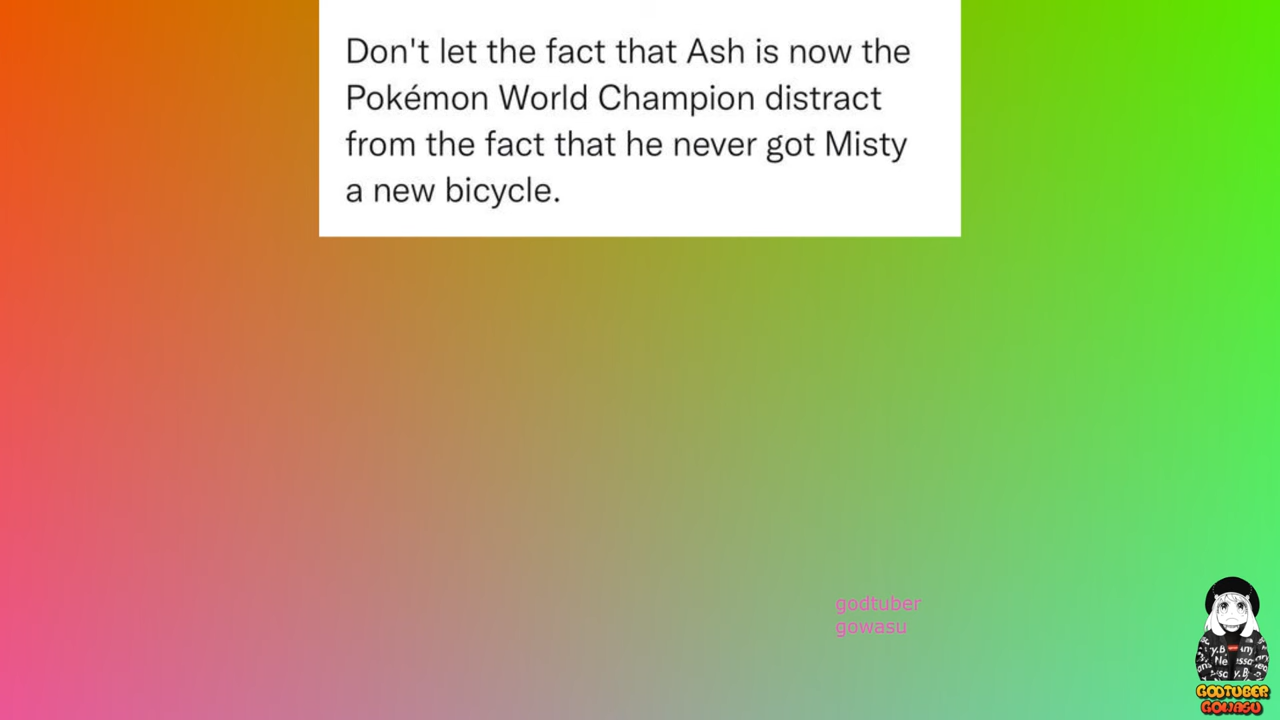 Don't let the fact that Ash is now the
Pokémon World Champion distract
from the fact that he never got Misty
a new bicycle.
godtuber
gowasu
GODTUBER
GOWASU